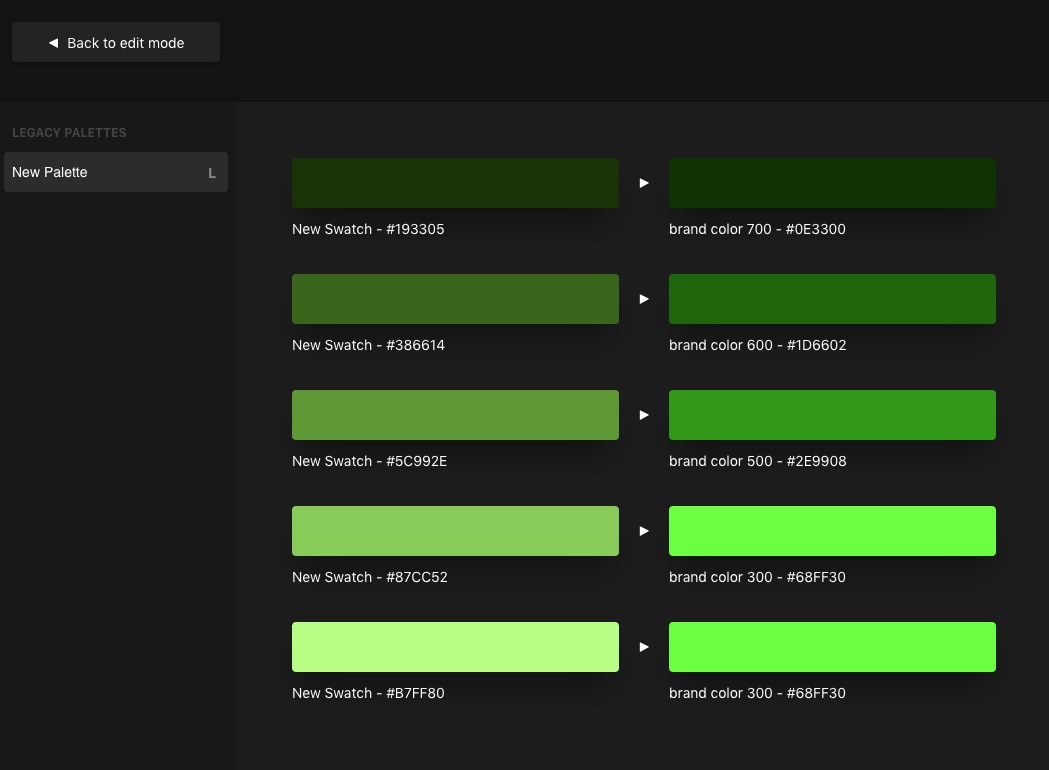 ◀ Back to edit mode
LEGACY PALETTES
New Palette L
New Swatch - #193305
brand color 700 - #0E3300
New Swatch - #386614
brand color 600 - #1D6602
New Swatch - #5C992E
brand color 500 - #2E9908
New Swatch - #87CC52
brand color 300 - #68FF30
New Swatch - #B7FF80
brand color 300 - #68FF30